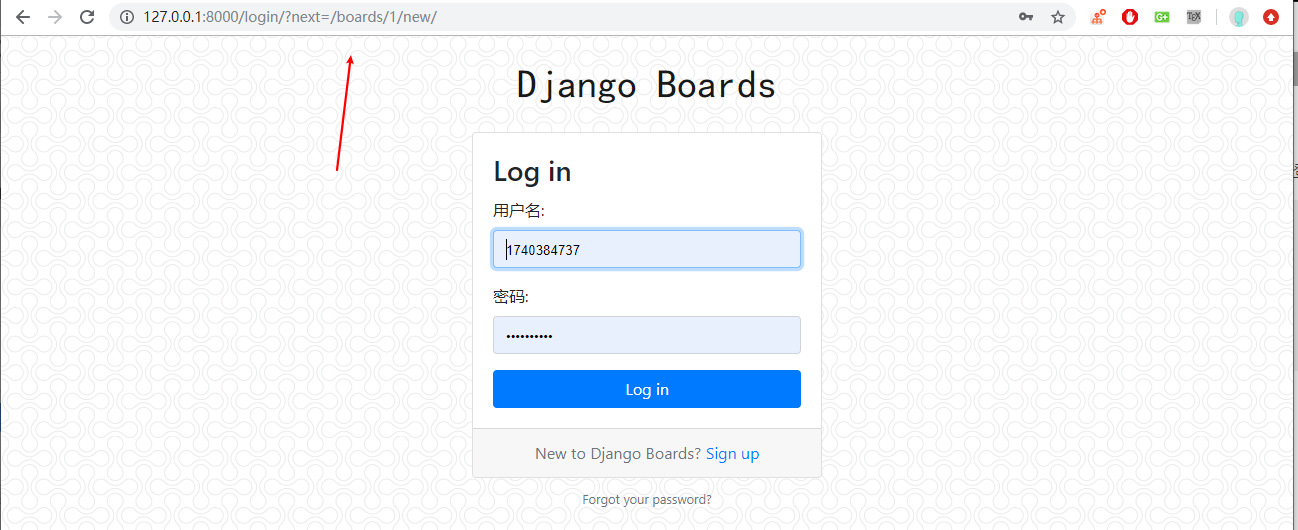 127.0.0.1:8000/login/?next=/boards/1/new/
Django Boards
Log in
用户名:
1740384737
密码:
••••••••••
Log in
New to Django Boards? Sign up
Forgot your password?